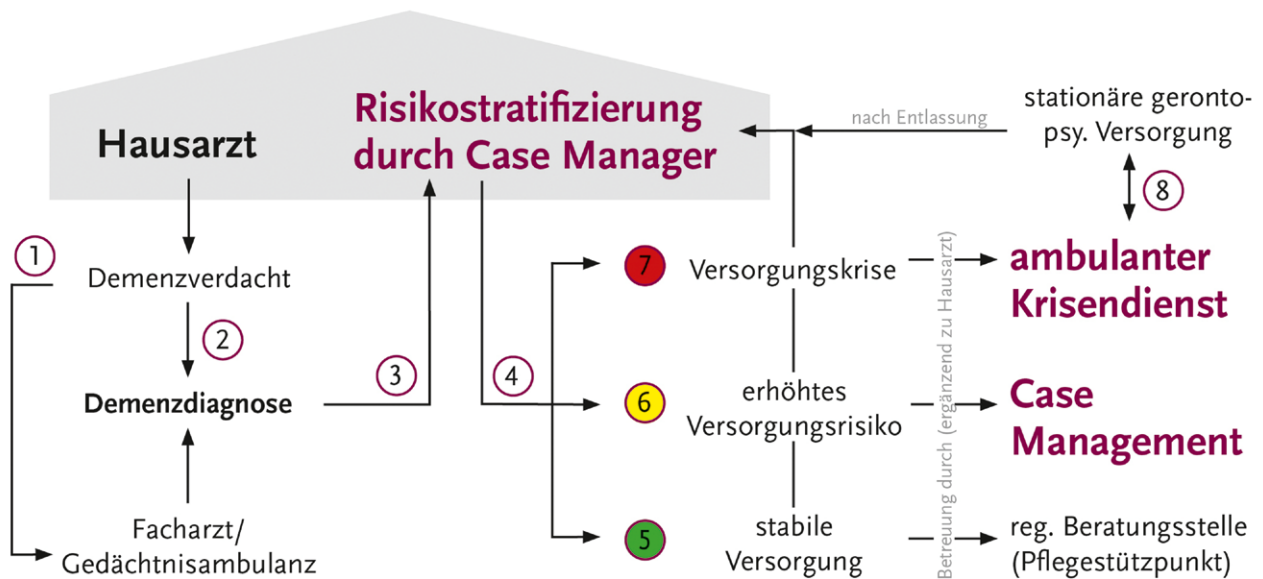 Hausarzt
Risikostratifizierung
durch Case Manager
nach Entlassung
stationäre geronto-
psy. Versorgung
8
1
Demenzverdacht
2
Demenzdiagnose
3
4
Facharzt/
Gedächtnisambulanz
7
Versorgungskrise
ambulanter
Krisendienst
6
erhöhtes
Versorgungsrisiko
Case
Management
5
stabile
Versorgung
reg. Beratungsstelle
(Pflegestützpunkt)
Betreuung durch (ergänzend zu Hausarzt)